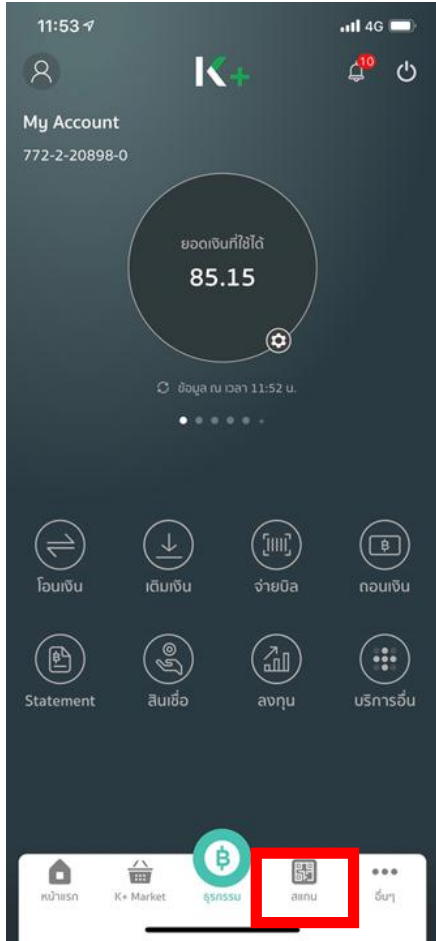 11:53
4G
K+
10
My Account
772-2-20898-0
ยอดเงินที่ใช้ได้
85.15
ข้อมูล ณ เวลา 11:52 น.
โอนเงิน เติมเงิน จ่ายบิล ถอนเงิน
Statement สินเชื่อ ลงทุน บริการอื่น
หน้าแรก K+ Market ธุรกรรม สแกน อื่นๆ